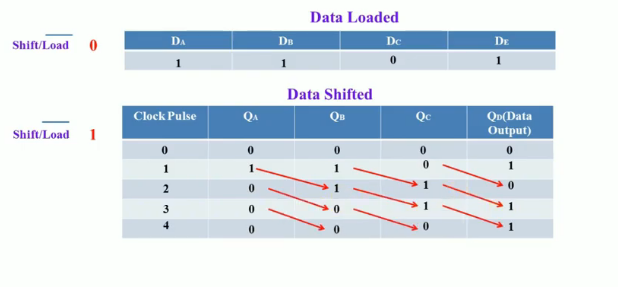 Data Loaded
Shift/Load 0
DA DB DC DE
1 1 0 1
Data Shifted
Shift/Load 1
Clock Pulse QA QB QC QD(Data Output)
0 0 0 0 0
1 1 1 0 1
2 0 1 1 0
3 0 0 1 1
4 0 0 0 1